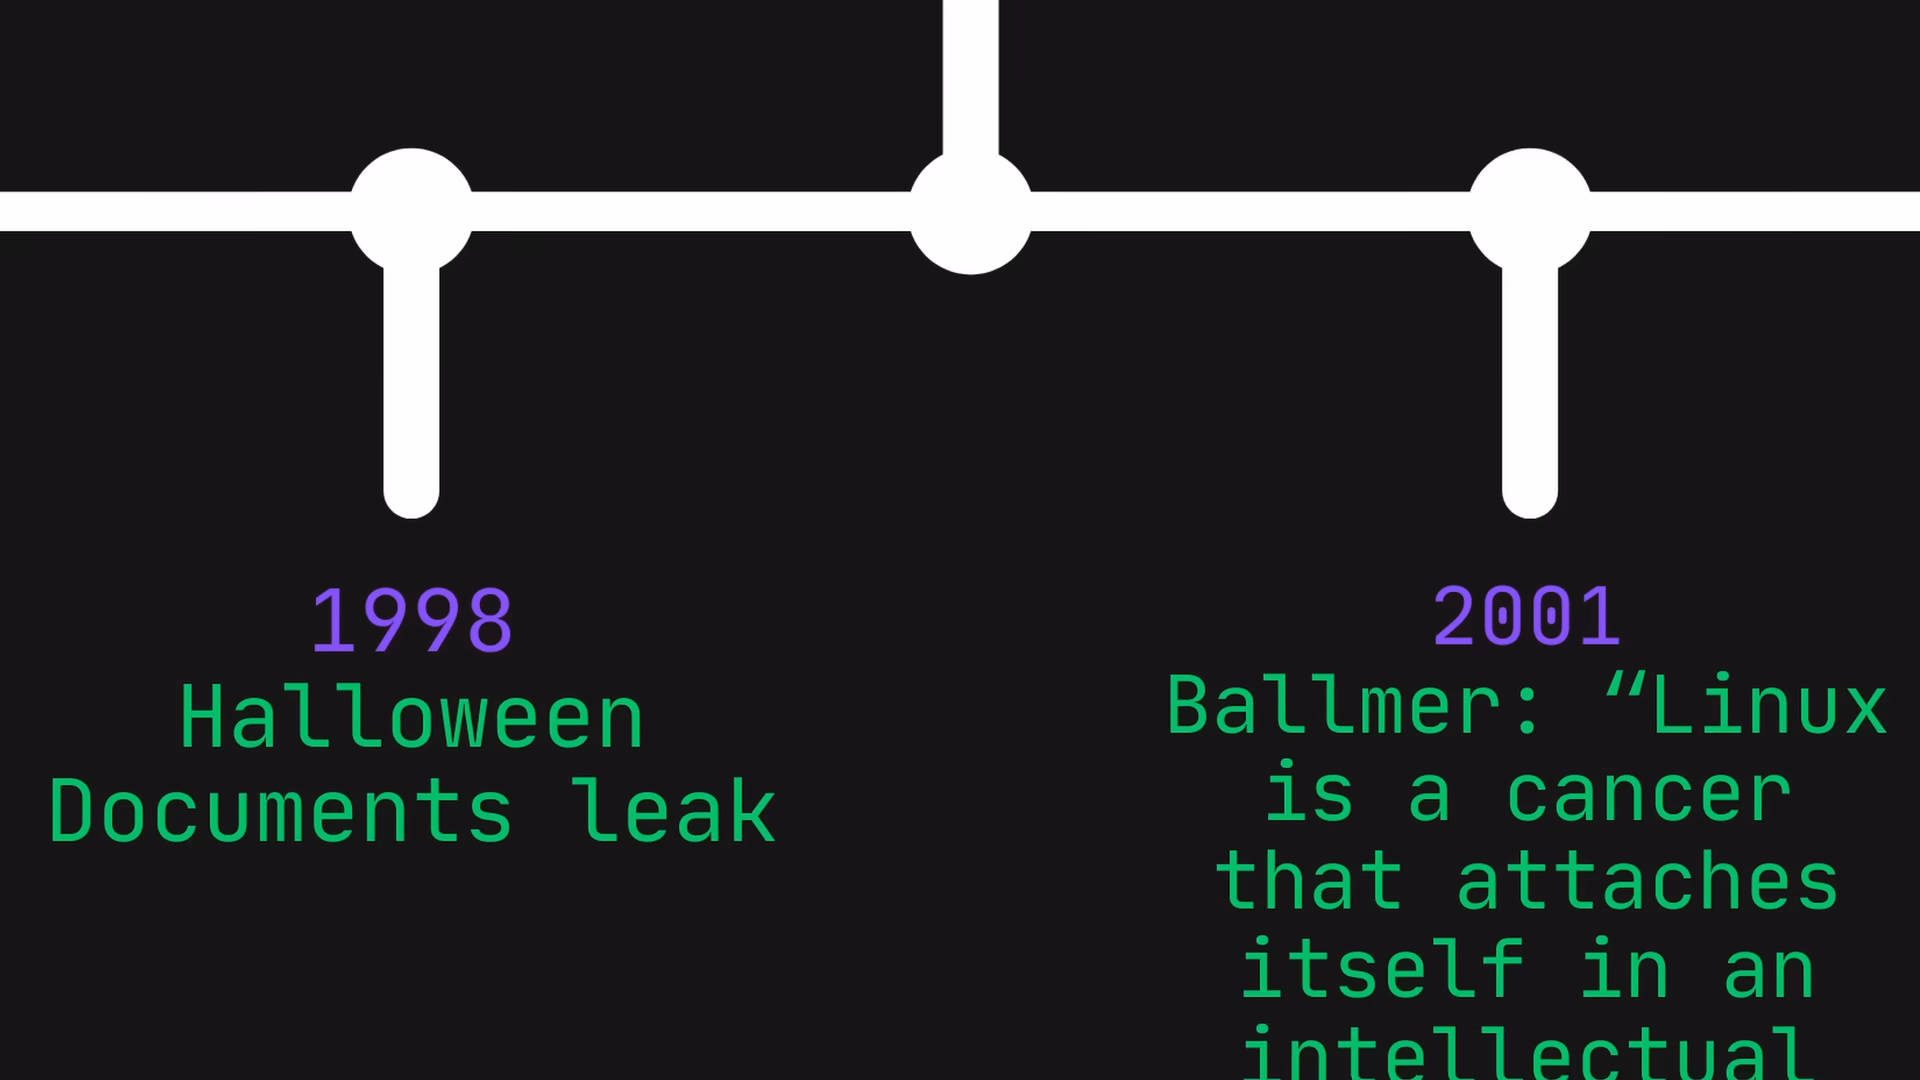 1998
Halloween
Documents leak
2001
Ballmer: “Linux
is a cancer
that attaches
itself in an
intellectual